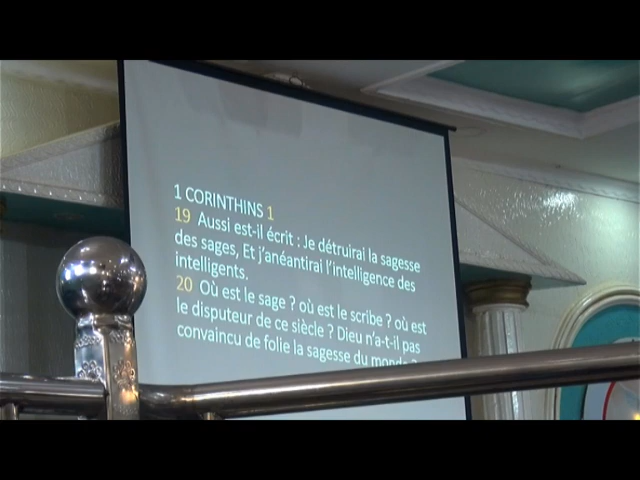 1 CORINTHINS 1
19 Aussi est-il écrit : Je détruirai la sagesse
des sages, Et j'anéantirai l'intelligence des
intelligents.
20 Où est le sage ? où est le scribe ? où est
le disputeur de ce siècle ? Dieu n'a-t-il pas
convaincu de folie la sagesse du monde ?